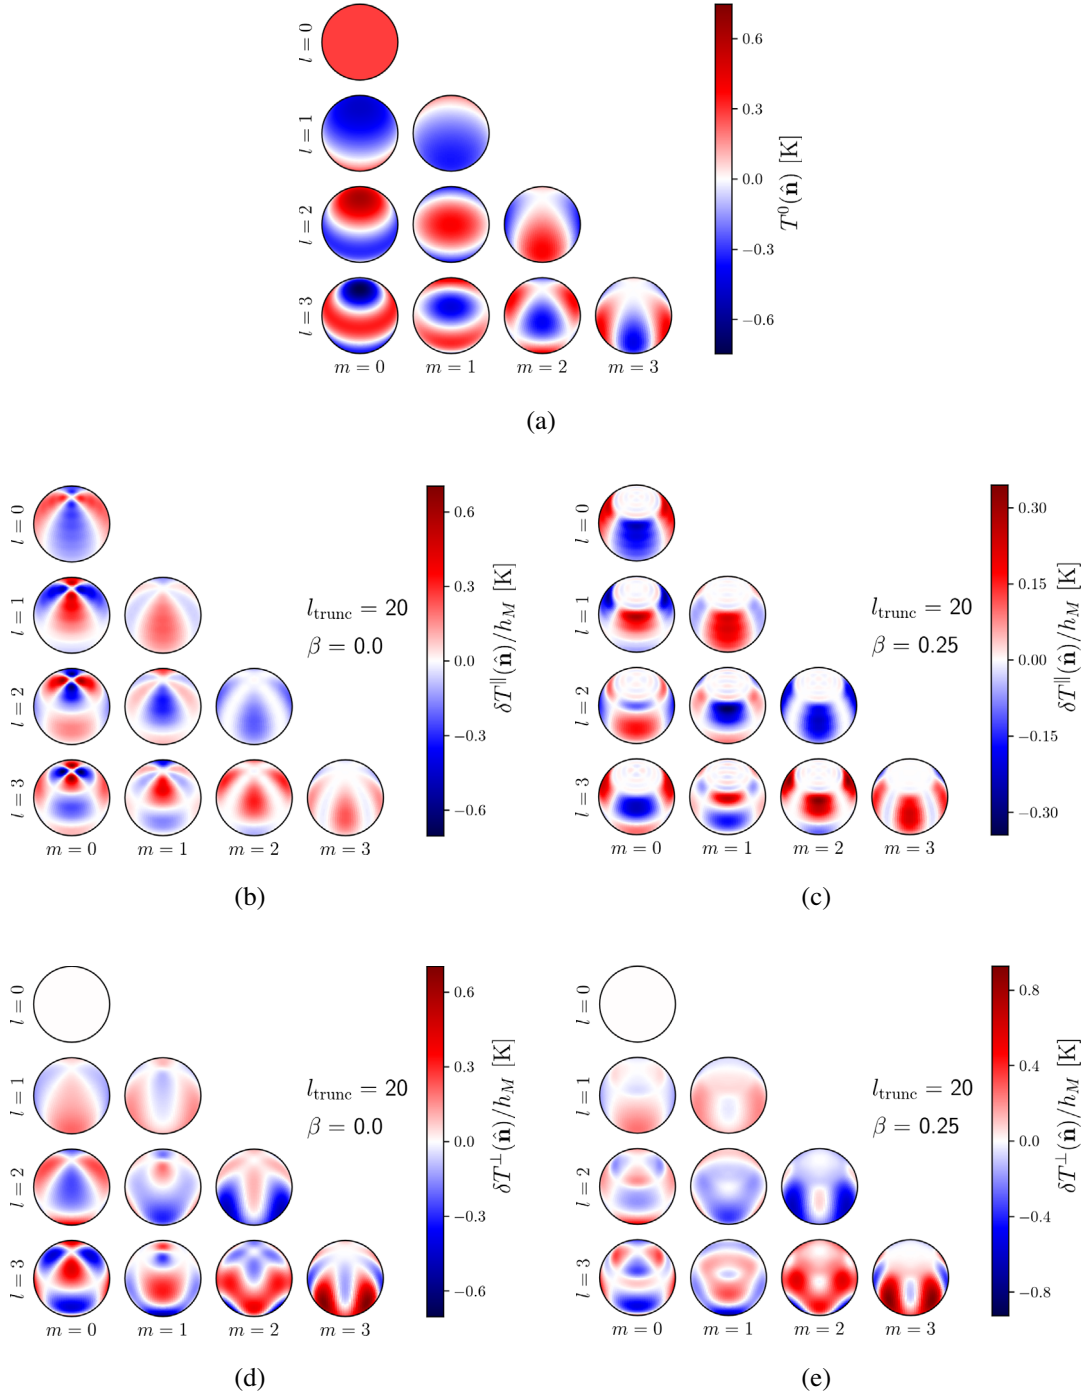 l = 0
l = 1
l = 2
l = 3
m = 0 m = 1 m = 2 m = 3
0.6
0.3
0.0
−0.3
−0.6
T⁰(n̂) [K]
(a)
l = 0
l = 1
l = 2
l = 3
m = 0 m = 1 m = 2 m = 3
l_trunc = 20
β = 0.0
0.6
0.3
0.0
−0.3
−0.6
δT^∥(n̂)/h_M [K]
(b)
l = 0
l = 1
l = 2
l = 3
m = 0 m = 1 m = 2 m = 3
l_trunc = 20
β = 0.25
0.30
0.15
0.00
−0.15
−0.30
δT^∥(n̂)/h_M [K]
(c)
l = 0
l = 1
l = 2
l = 3
m = 0 m = 1 m = 2 m = 3
l_trunc = 20
β = 0.0
0.6
0.3
0.0
−0.3
−0.6
δT^⊥(n̂)/h_M [K]
(d)
l = 0
l = 1
l = 2
l = 3
m = 0 m = 1 m = 2 m = 3
l_trunc = 20
β = 0.25
0.8
0.4
0.0
−0.4
−0.8
δT^⊥(n̂)/h_M [K]
(e)